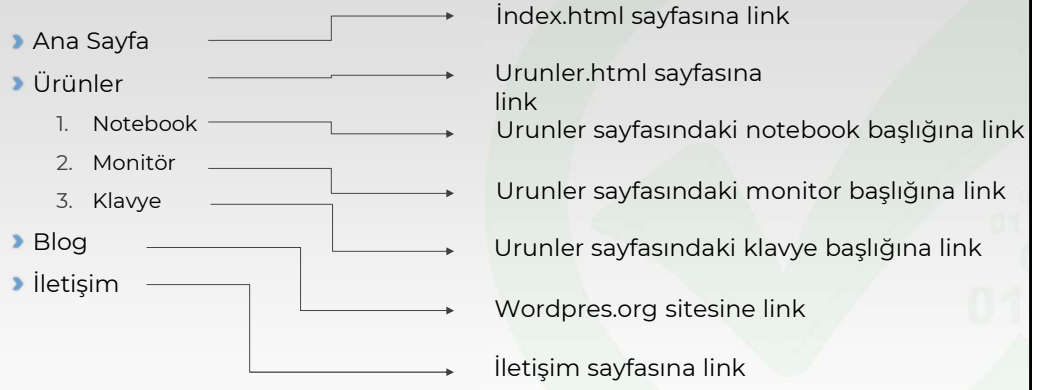 Ana Sayfa
Ürünler
1. Notebook
2. Monitör
3. Klavye
Blog
İletişim
İndex.html sayfasına link
Urunler.html sayfasına
link
Urunler sayfasındaki notebook başlığına link
Urunler sayfasındaki monitor başlığına link
Urunler sayfasındaki klavye başlığına link
Wordpres.org sitesine link
İletişim sayfasına link
01
01